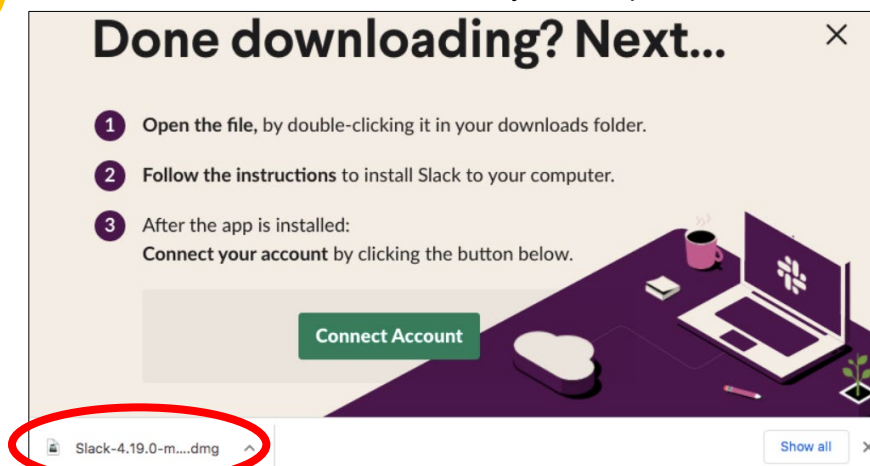 Done downloading? Next...
1 Open the file, by double-clicking it in your downloads folder.
2 Follow the instructions to install Slack to your computer.
3 After the app is installed:
Connect your account by clicking the button below.
Connect Account
Slack-4.19.0-m....dmg
Show all